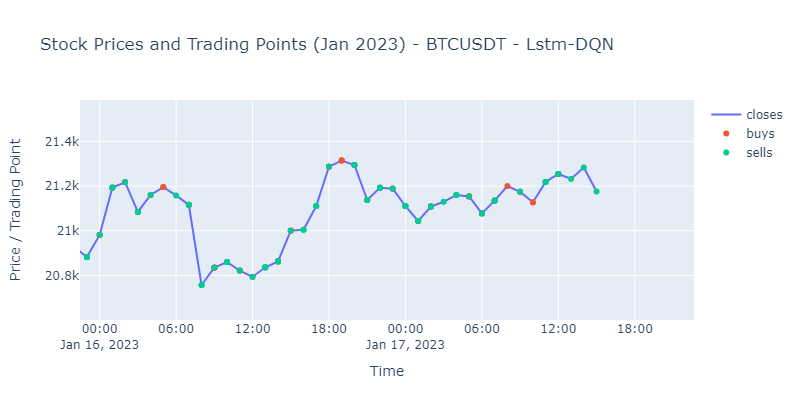 Stock Prices and Trading Points (Jan 2023) - BTCUSDT - Lstm-DQN
closes
buys
sells
Price / Trading Point
21.4k
21.2k
21k
20.8k
00:00 06:00 12:00 18:00 00:00 06:00 12:00 18:00
Jan 16, 2023 Jan 17, 2023
Time